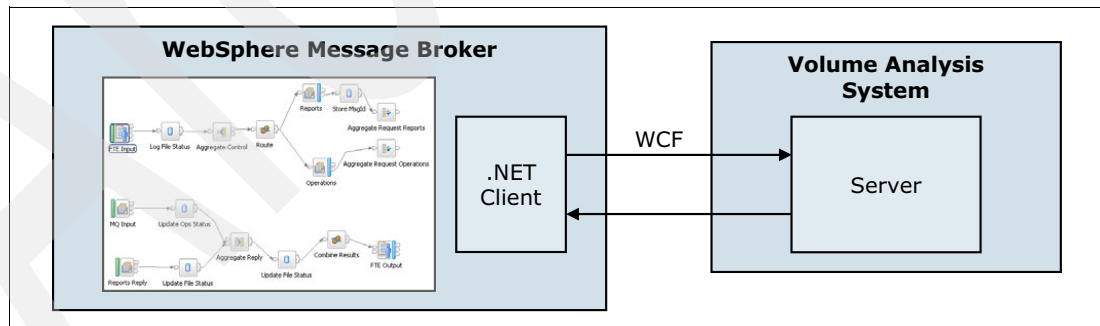 WebSphere Message Broker
Reports
Store MsgId
Aggregate Request Reports
FTE Input
Log File Status
Aggregate Control
Route
Aggregate Request Operations
Operations
MQ Input
Update Ops Status
Aggregate Reply
Update File Status
Combine Results
FTE Output
Reports Reply
Update File Status
.NET
Client
WCF
Volume Analysis
System
Server